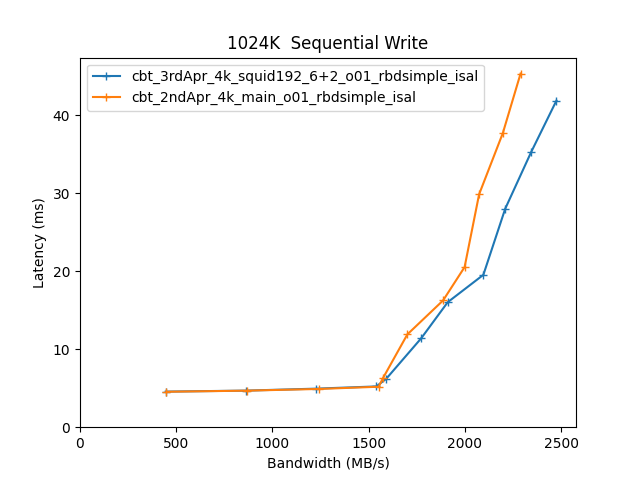 1024K  Sequential Write
cbt_3rdApr_4k_squid192_6+2_o01_rbdsimple_isal
cbt_2ndApr_4k_main_o01_rbdsimple_isal
Latency (ms)
40
30
20
10
0
0 500 1000 1500 2000 2500
Bandwidth (MB/s)